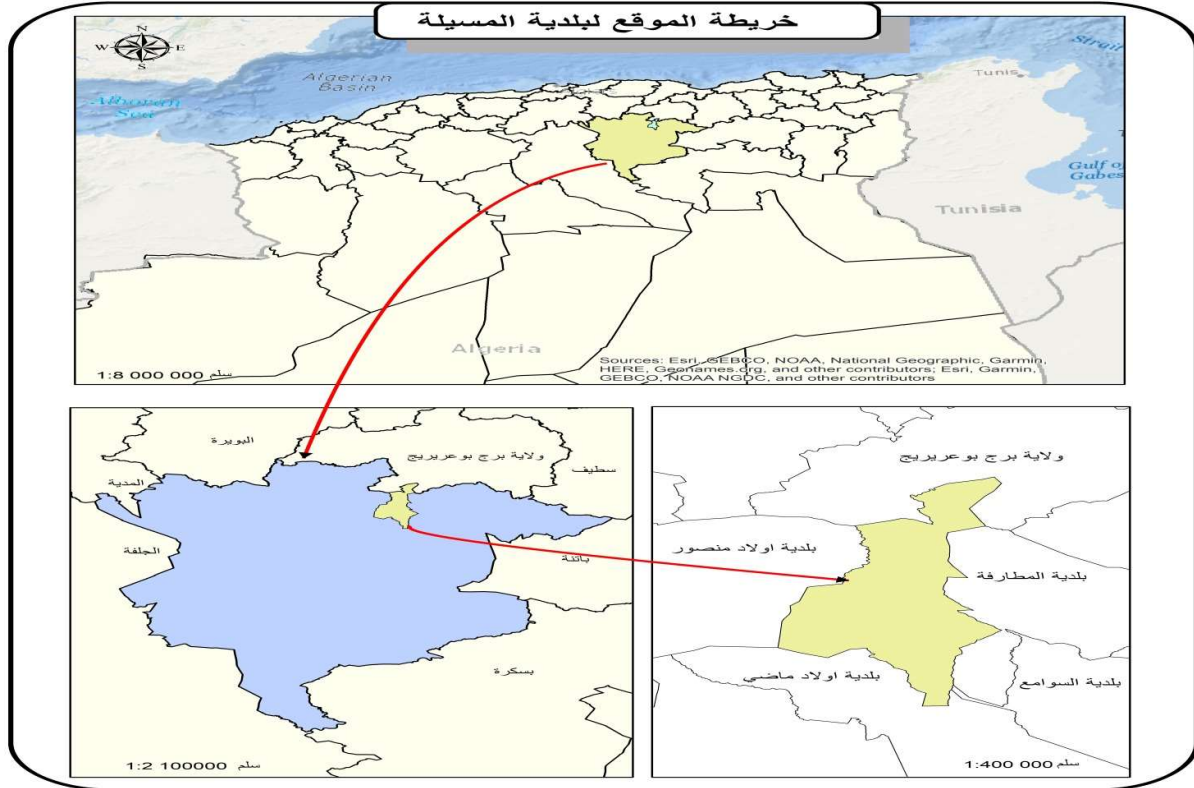 خريطة الموقع لبلدية المسيلة
N
W E
S
Algerian
Basin
Alboran
Sea
Strait
Tunis
Gulf of
Gabes
Tunisia
Algeria
Sources: Esri, GEBCO, NOAA, National Geographic, Garmin,
HERE, Geonames.org, and other contributors; Esri, Garmin,
GEBCO, NOAA NGDC, and other contributors
سلم 1:8 000 000
البويرة
ولاية برج بوعريريج
سطيف
المدية
الجلفة
باتنة
بسكرة
سلم 1:2 100000
ولاية برج بوعريريج
بلدية اولاد منصور
بلدية المطارفة
بلدية اولاد ماضي
بلدية السوامع
سلم 1:400 000